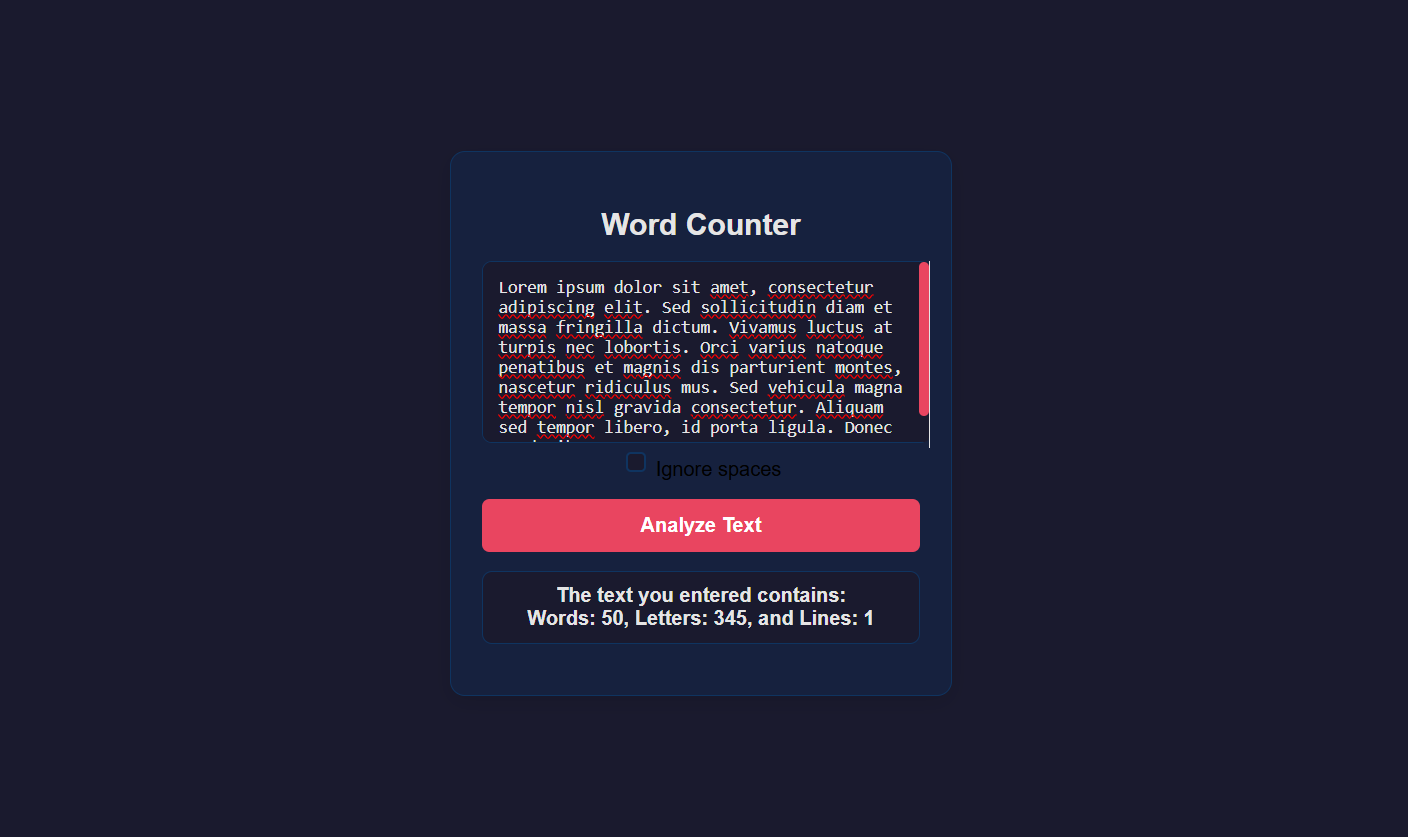 Word Counter
Lorem ipsum dolor sit amet, consectetur
adipiscing elit. Sed sollicitudin diam et
massa fringilla dictum. Vivamus luctus at
turpis nec lobortis. Orci varius natoque
penatibus et magnis dis parturient montes,
nascetur ridiculus mus. Sed vehicula magna
tempor nisl gravida consectetur. Aliquam
sed tempor libero, id porta ligula. Donec
Ignore spaces
Analyze Text
The text you entered contains:
Words: 50, Letters: 345, and Lines: 1